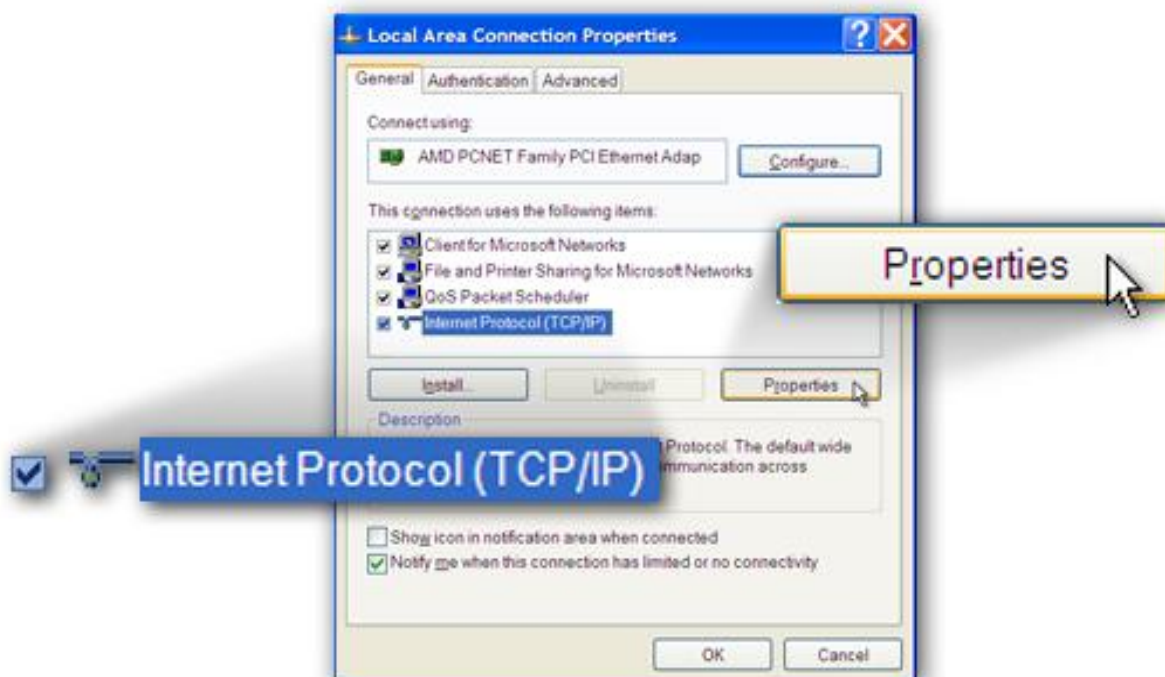 Local Area Connection Properties
General Authentication Advanced
Connect using:
AMD PCNET Family PCI Ethernet Adap Configure...
This connection uses the following items:
Client for Microsoft Networks
File and Printer Sharing for Microsoft Networks
QoS Packet Scheduler
Internet Protocol (TCP/IP)
Properties
Install... Uninstall Properties
Description
Protocol. The default wide
mmunication across
Internet Protocol (TCP/IP)
Show icon in notification area when connected
Notify me when this connection has limited or no connectivity
OK Cancel